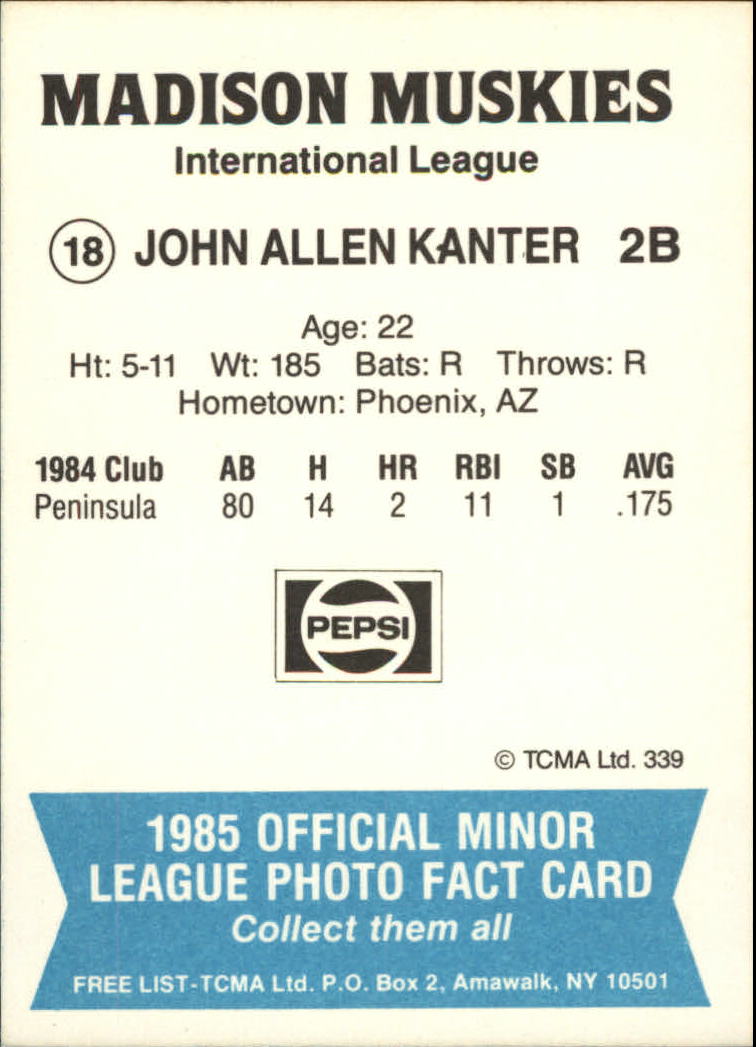 MADISON MUSKIES
International League
18 JOHN ALLEN KANTER 2B
Age: 22
Ht: 5-11 Wt: 185 Bats: R Throws: R
Hometown: Phoenix, AZ
1984 Club AB H HR RBI SB AVG
Peninsula 80 14 2 11 1 .175
PEPSI
© TCMA Ltd. 339
1985 OFFICIAL MINOR
LEAGUE PHOTO FACT CARD
Collect them all
FREE LIST-TCMA Ltd. P.O. Box 2, Amawalk, NY 10501